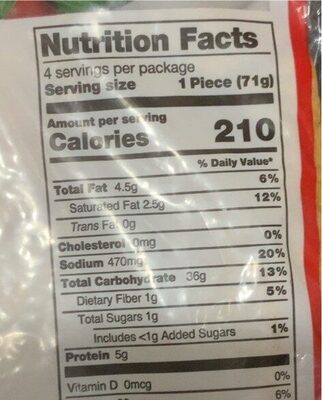 Nutrition Facts
4 servings per package
Serving size 1 Piece (71g)
Amount per serving
Calories 210
% Daily Value*
Total Fat 4.5g 6%
Saturated Fat 2.5g 12%
Trans Fat 0g
Cholesterol 0mg 0%
Sodium 470mg 20%
Total Carbohydrate 36g 13%
Dietary Fiber 1g 5%
Total Sugars 1g
Includes <1g Added Sugars 1%
Protein 5g
Vitamin D 0mcg 0%
6%